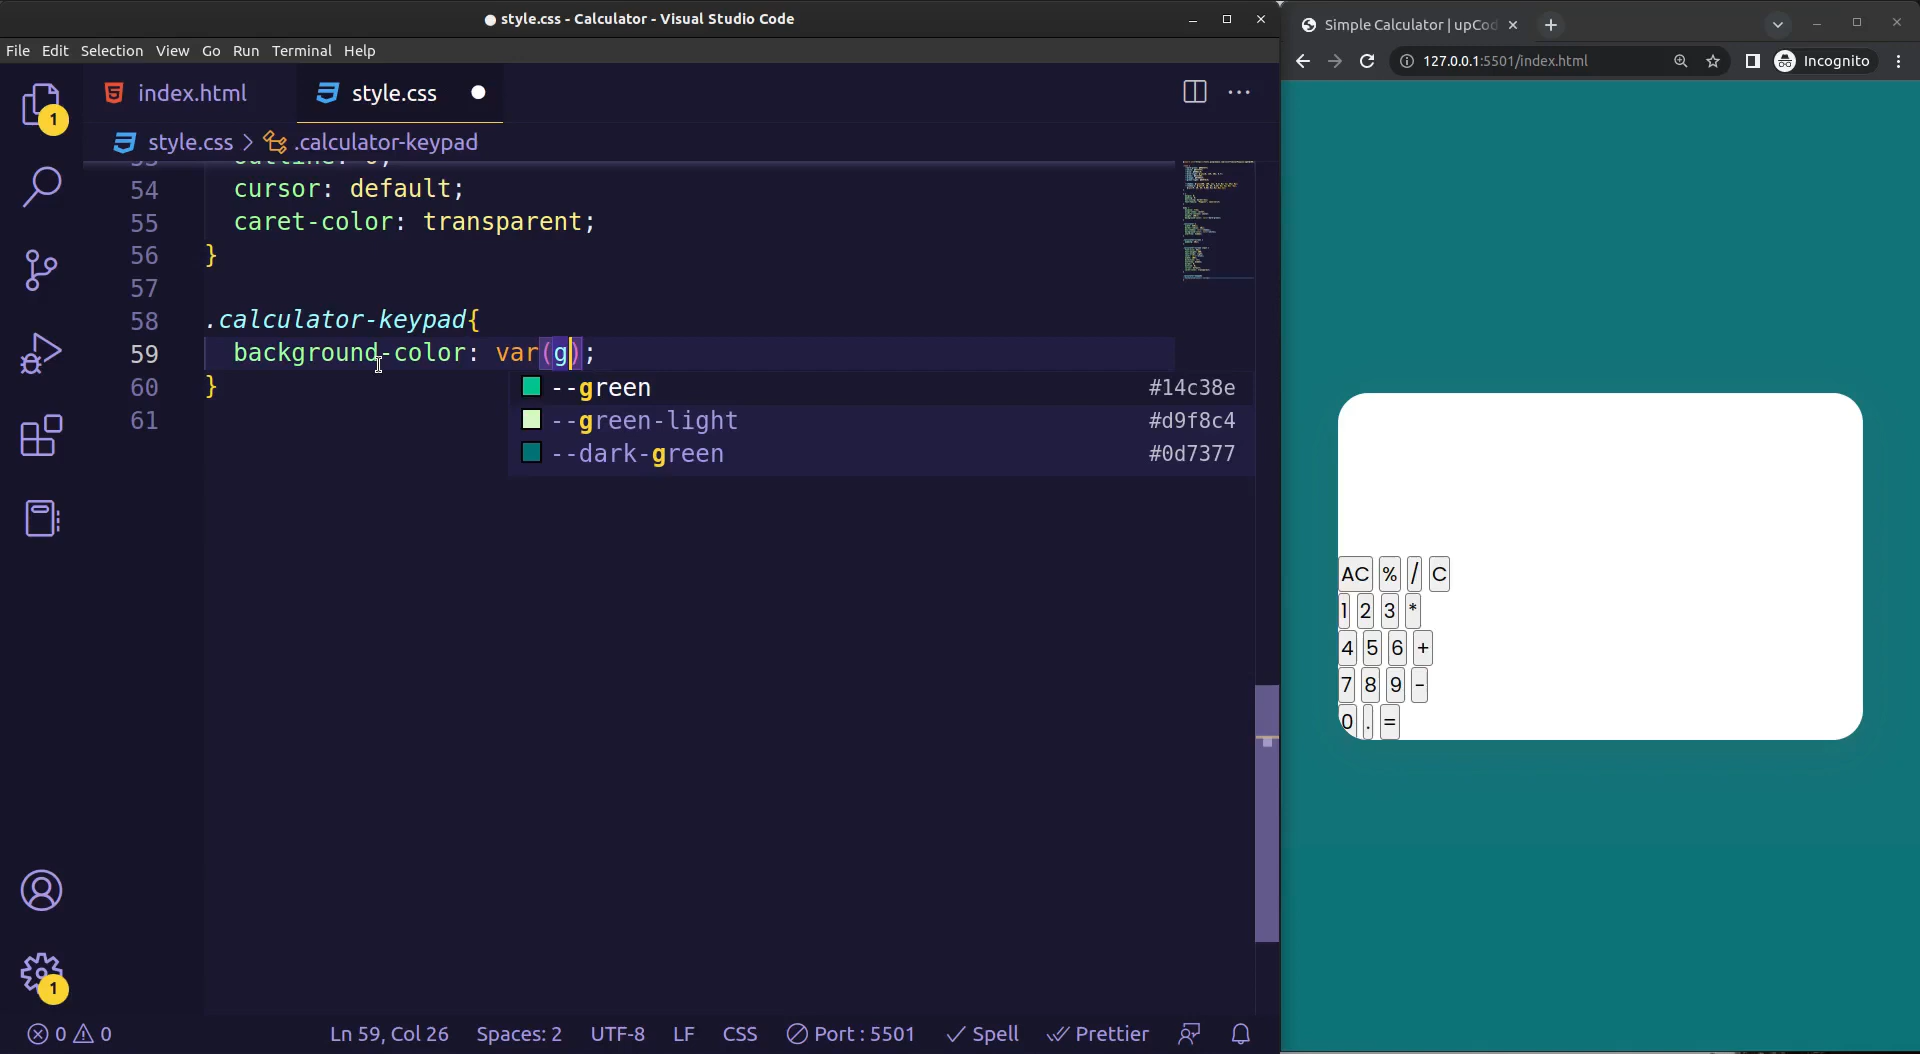 style.css - Calculator - Visual Studio Code
File Edit Selection View Go Run Terminal Help
index.html
style.css
style.css > .calculator-keypad
54 cursor: default;
55 caret-color: transparent;
56 }
57
58 .calculator-keypad{
59 background-color: var(g);
--green #14c38e
--green-light #d9f8c4
--dark-green #0d7377
60 }
61
1
1
0 0
Ln 59, Col 26
Spaces: 2
UTF-8
LF
CSS
Port : 5501
Spell
Prettier
Simple Calculator | upCod
127.0.0.1:5501/index.html
Incognito
AC % / C
1 2 3 *
4 5 6 +
7 8 9 -
0 . =